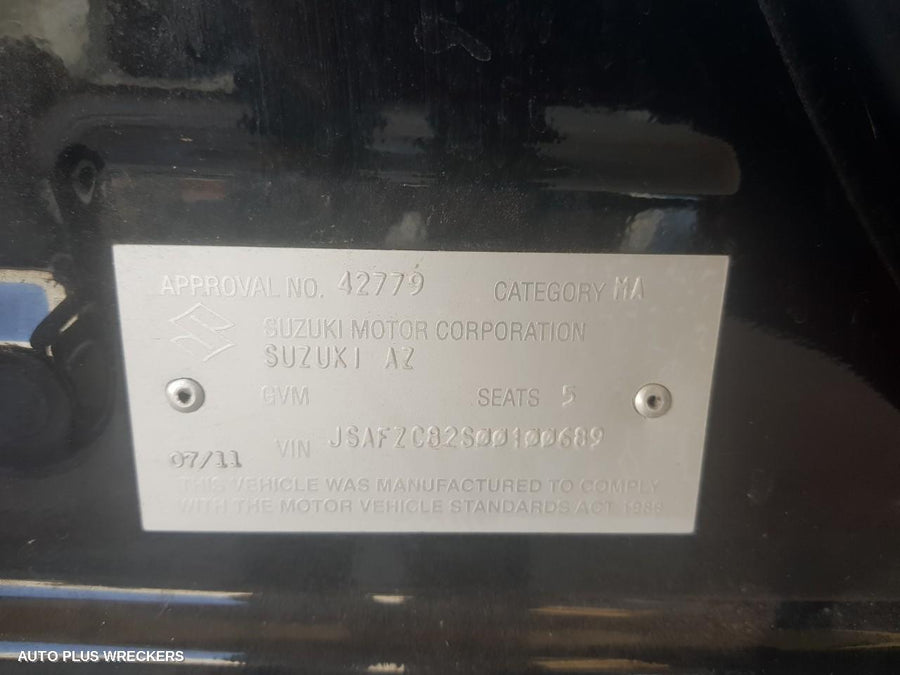 APPROVAL NO. 42779 CATEGORY MA
SUZUKI MOTOR CORPORATION
SUZUKI AZ
GVM SEATS 5
VIN JSAFZC82S00100689
07/11
THIS VEHICLE WAS MANUFACTURED TO COMPLY
WITH THE MOTOR VEHICLE STANDARDS ACT 1989
AUTO PLUS WRECKERS